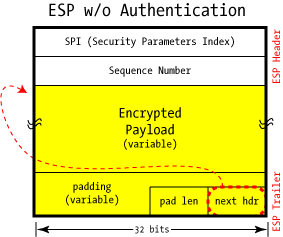 ESP w/o Authentication
SPI (Security Parameters Index)
ESP Header
Sequence Number
Encrypted
Payload
(variable)
padding
(variable)
pad len
next hdr
ESP Trailer
32 bits